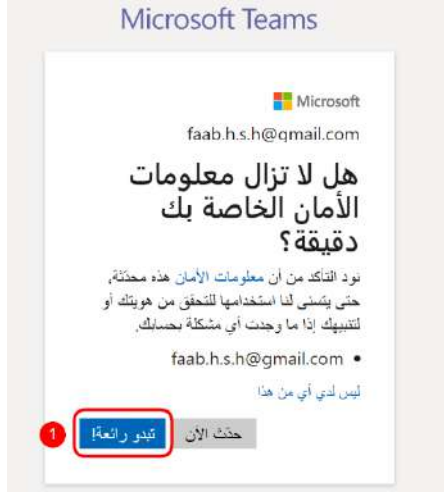 Microsoft Teams
Microsoft
faab.h.s.h@gmail.com
هل لا تزال معلومات
الأمان الخاصة بك
دقيقة؟
نود التأكد من أن معلومات الأمان هذه محدّثة،
حتى يتسنى لنا استخدامها للتحقق من هويتك أو
لتنبيهك إذا ما وجدت أي مشكلة بحسابك.
• faab.h.s.h@gmail.com
ليس لدي أي من هذا
حدّث الآن تبدو رائعة! 1